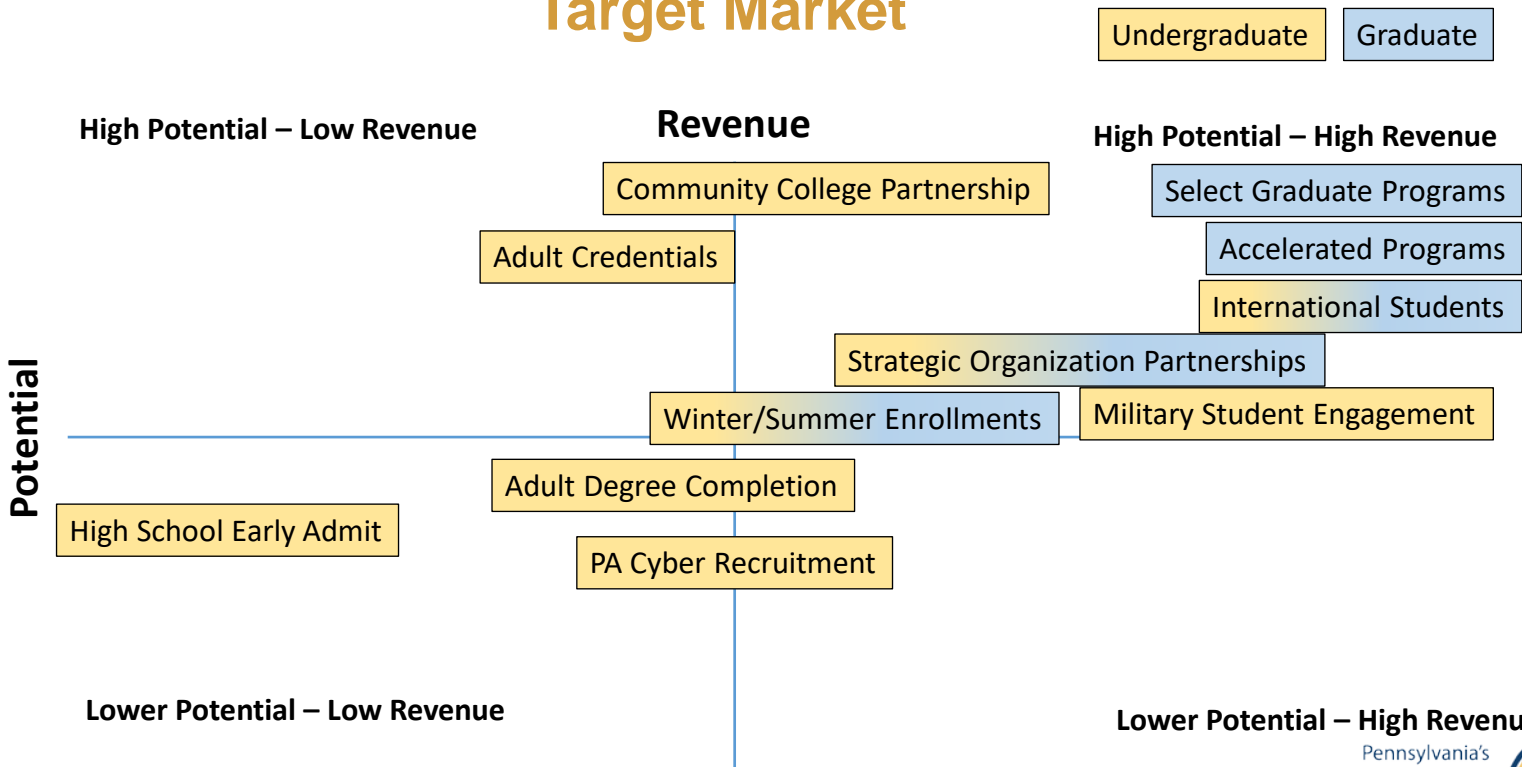 Target Market
Undergraduate
Graduate
High Potential – Low Revenue
Revenue
High Potential – High Revenue
Community College Partnership
Select Graduate Programs
Adult Credentials
Accelerated Programs
International Students
Strategic Organization Partnerships
Winter/Summer Enrollments
Military Student Engagement
Potential
Adult Degree Completion
High School Early Admit
PA Cyber Recruitment
Lower Potential – Low Revenue
Lower Potential – High Revenu
Pennsylvania's